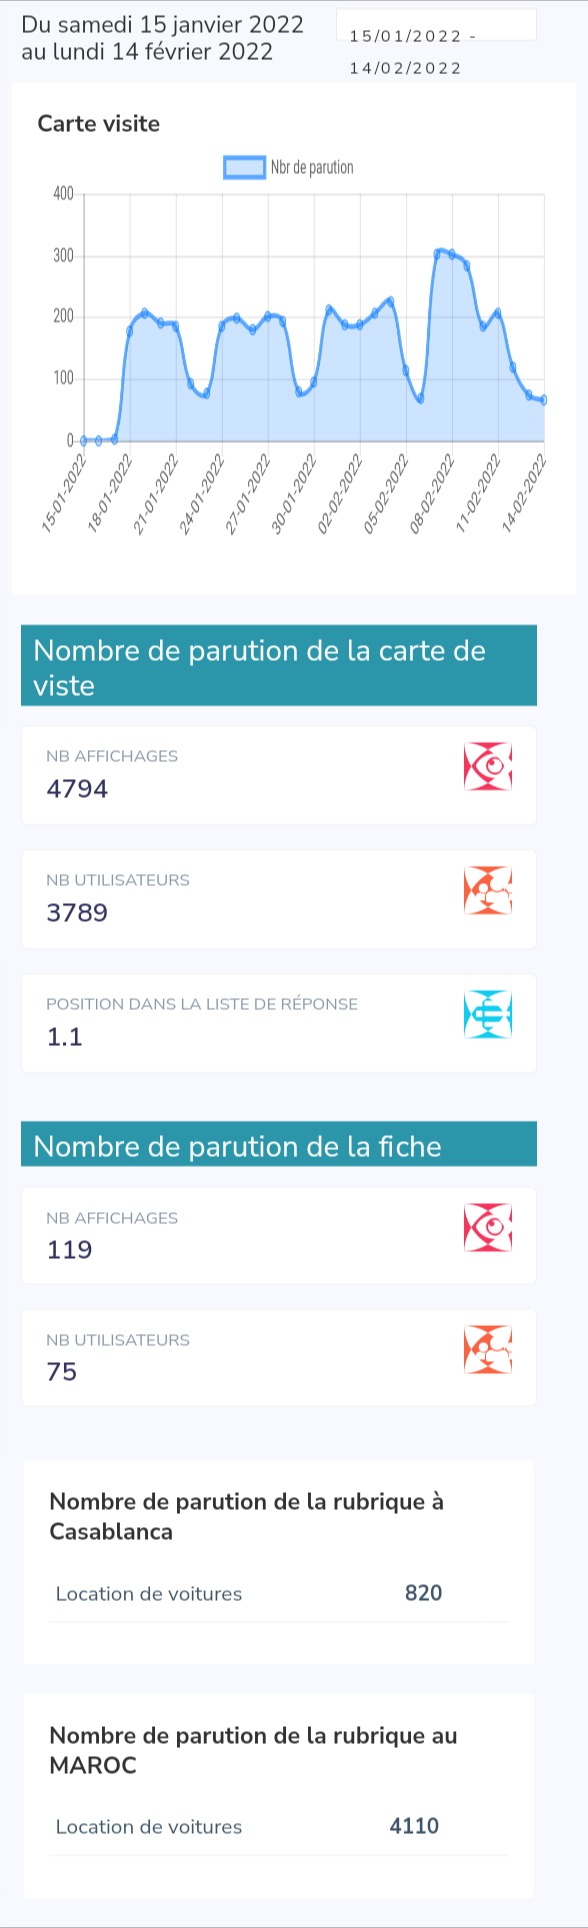 Du samedi 15 janvier 2022
au lundi 14 février 2022
15/01/2022 -
14/02/2022
Carte visite
Nbr de parution
400
300
200
100
0
15-01-2022
18-01-2022
21-01-2022
24-01-2022
27-01-2022
30-01-2022
02-02-2022
05-02-2022
08-02-2022
11-02-2022
14-02-2022
Nombre de parution de la carte de
viste
NB AFFICHAGES
4794
NB UTILISATEURS
3789
POSITION DANS LA LISTE DE RÉPONSE
1.1
Nombre de parution de la fiche
NB AFFICHAGES
119
NB UTILISATEURS
75
Nombre de parution de la rubrique à
Casablanca
Location de voitures 820
Nombre de parution de la rubrique au
MAROC
Location de voitures 4110